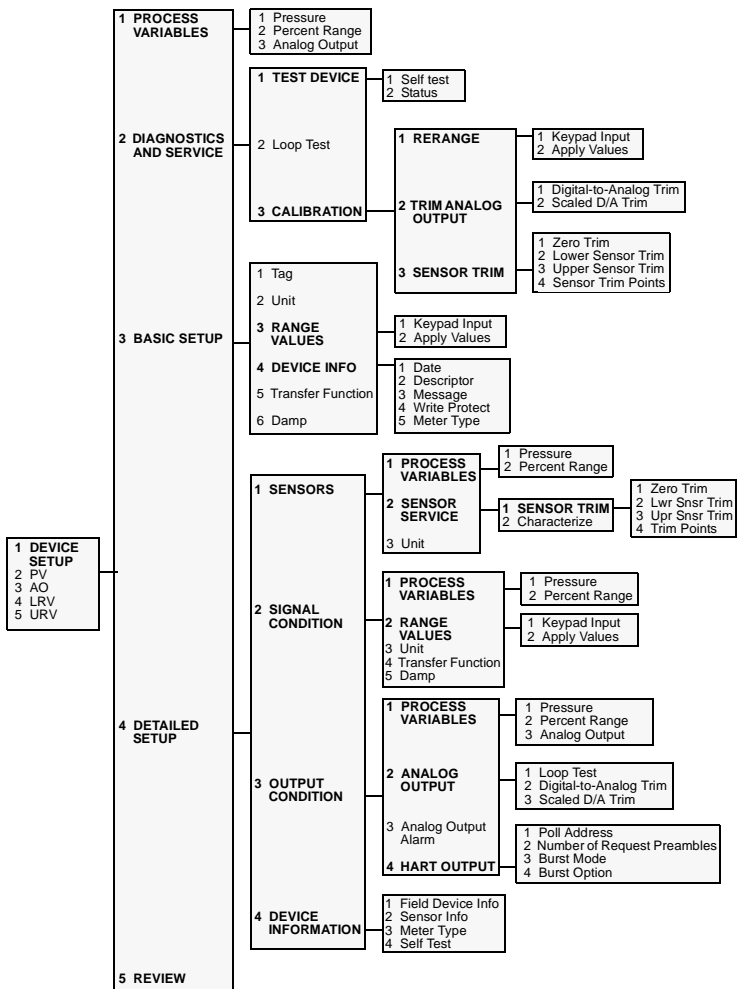 1 DEVICE
SETUP
2 PV
3 AO
4 LRV
5 URV
1 PROCESS
VARIABLES
2 DIAGNOSTICS
AND SERVICE
3 BASIC SETUP
4 DETAILED
SETUP
5 REVIEW
1 Pressure
2 Percent Range
3 Analog Output
1 TEST DEVICE
2 Loop Test
3 CALIBRATION
1 Self test
2 Status
1 RERANGE
2 TRIM ANALOG
OUTPUT
3 SENSOR TRIM
1 Keypad Input
2 Apply Values
1 Digital-to-Analog Trim
2 Scaled D/A Trim
1 Zero Trim
2 Lower Sensor Trim
3 Upper Sensor Trim
4 Sensor Trim Points
1 Tag
2 Unit
3 RANGE
VALUES
4 DEVICE INFO
5 Transfer Function
6 Damp
1 Keypad Input
2 Apply Values
1 Date
2 Descriptor
3 Message
4 Write Protect
5 Meter Type
1 SENSORS
2 SIGNAL
CONDITION
3 OUTPUT
CONDITION
4 DEVICE
INFORMATION
1 PROCESS
VARIABLES
2 SENSOR
SERVICE
3 Unit
1 Pressure
2 Percent Range
1 SENSOR TRIM
2 Characterize
1 Zero Trim
2 Lwr Snsr Trim
3 Upr Snsr Trim
4 Trim Points
1 PROCESS
VARIABLES
2 RANGE
VALUES
3 Unit
4 Transfer Function
5 Damp
1 Pressure
2 Percent Range
1 Keypad Input
2 Apply Values
1 PROCESS
VARIABLES
2 ANALOG
OUTPUT
3 Analog Output
Alarm
4 HART OUTPUT
1 Pressure
2 Percent Range
3 Analog Output
1 Loop Test
2 Digital-to-Analog Trim
3 Scaled D/A Trim
1 Poll Address
2 Number of Request Preambles
3 Burst Mode
4 Burst Option
1 Field Device Info
2 Sensor Info
3 Meter Type
4 Self Test